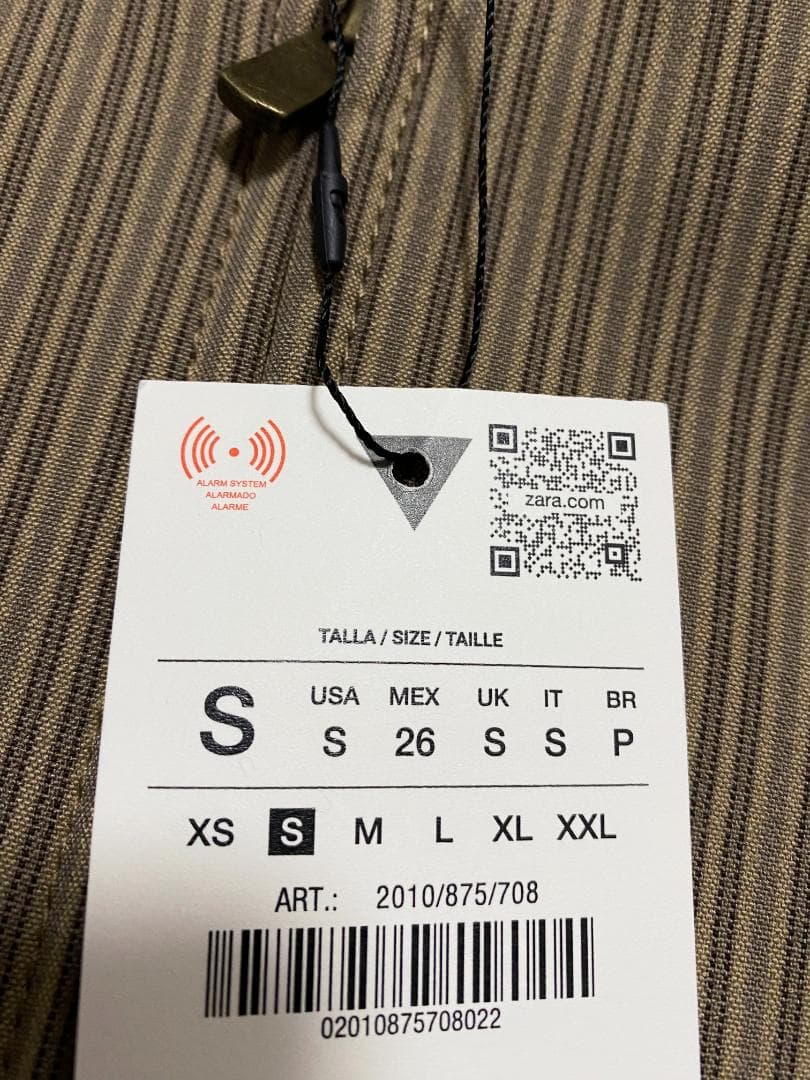 ALARM SYSTEM
ALARMADO
ALARME
zara.com
TALLA / SIZE / TAILLE
S
USA MEX UK IT BR
S 26 S S P
XS S M L XL XXL
ART.: 2010/875/708
02010875708022